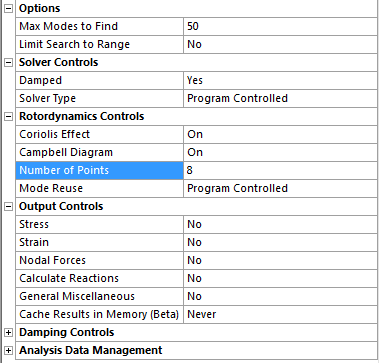 Options
Max Modes to Find 50
Limit Search to Range No
Solver Controls
Damped Yes
Solver Type Program Controlled
Rotordynamics Controls
Coriolis Effect On
Campbell Diagram On
Number of Points 8
Mode Reuse Program Controlled
Output Controls
Stress No
Strain No
Nodal Forces No
Calculate Reactions No
General Miscellaneous No
Cache Results in Memory (Beta) Never
Damping Controls
Analysis Data Management